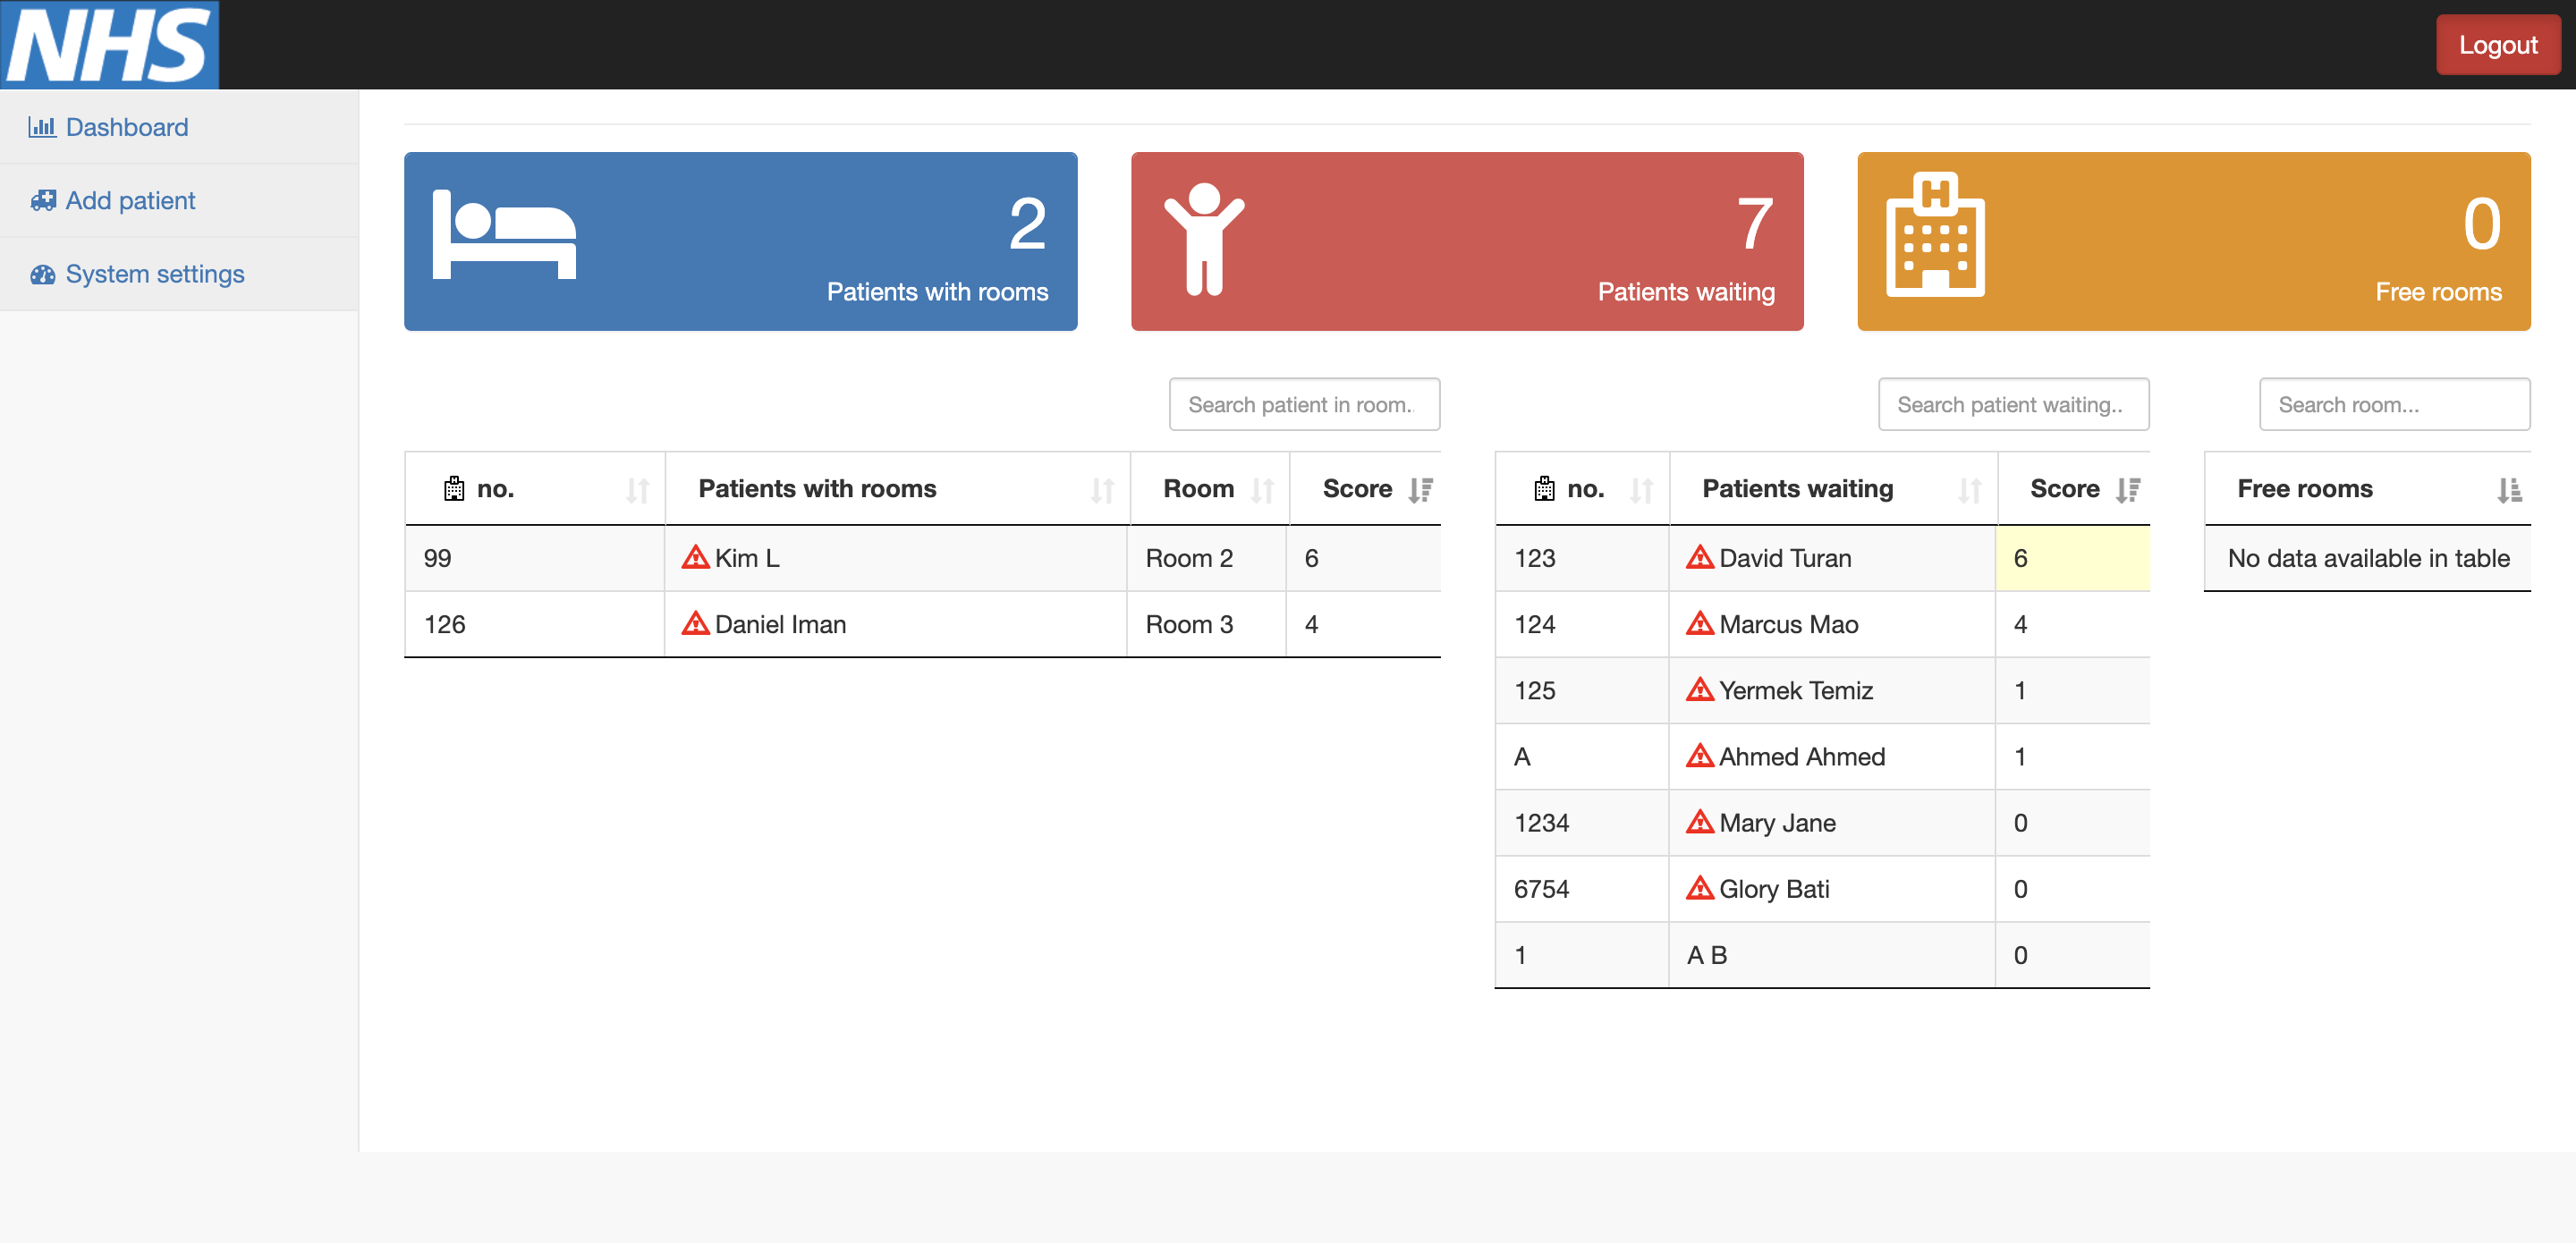 NHS
Logout
Dashboard
Add patient
System settings
2
Patients with rooms
7
Patients waiting
0
Free rooms
Search patient in room.
Search patient waiting..
Search room...
no. Patients with rooms Room Score
99 Kim L Room 2 6
126 Daniel Iman Room 3 4
no. Patients waiting Score
123 David Turan 6
124 Marcus Mao 4
125 Yermek Temiz 1
A Ahmed Ahmed 1
1234 Mary Jane 0
6754 Glory Bati 0
1 A B 0
Free rooms
No data available in table